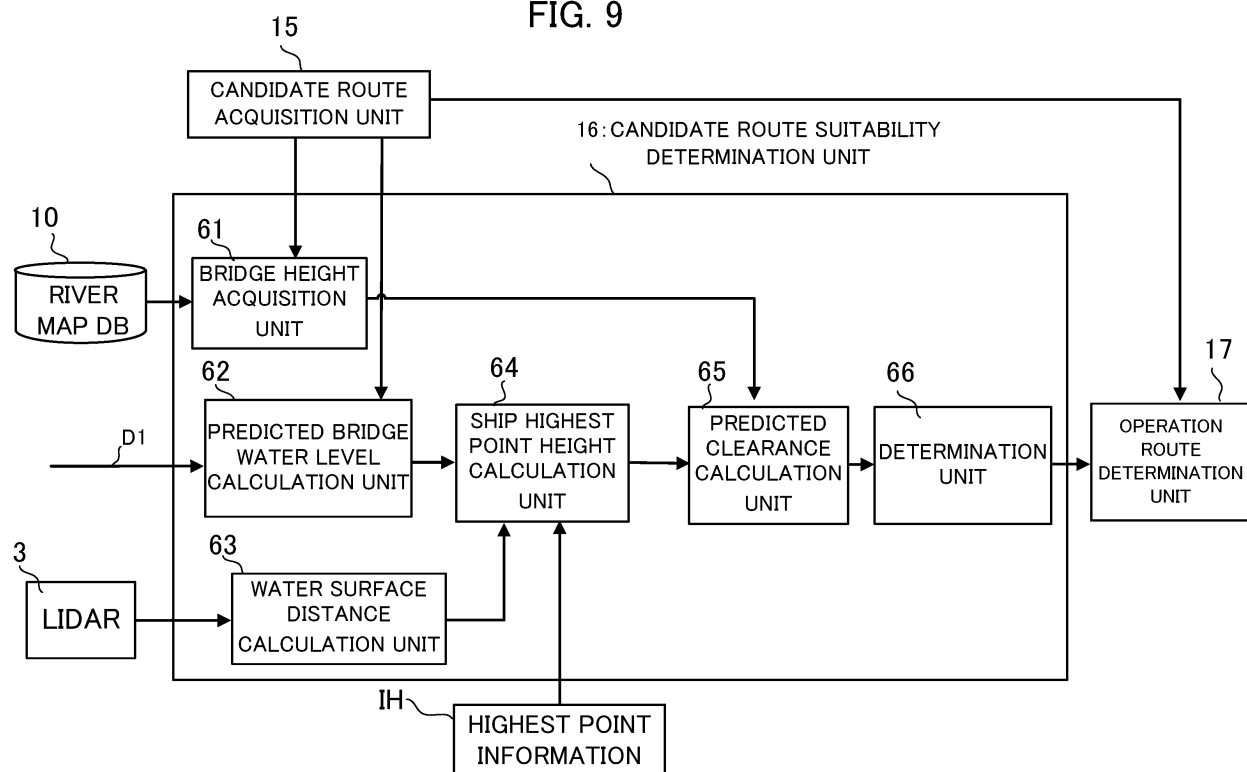 FIG. 9
15
CANDIDATE ROUTE
ACQUISITION UNIT
16:CANDIDATE ROUTE SUITABILITY
DETERMINATION UNIT
10
RIVER
MAP DB
61
BRIDGE HEIGHT
ACQUISITION
UNIT
62
PREDICTED BRIDGE
WATER LEVEL
CALCULATION UNIT
D1
64
SHIP HIGHEST
POINT HEIGHT
CALCULATION
UNIT
65
PREDICTED
CLEARANCE
CALCULATION
UNIT
66
DETERMINATION
UNIT
17
OPERATION
ROUTE
DETERMINATION
UNIT
3
LIDAR
63
WATER SURFACE
DISTANCE
CALCULATION UNIT
IH
HIGHEST POINT
INFORMATION